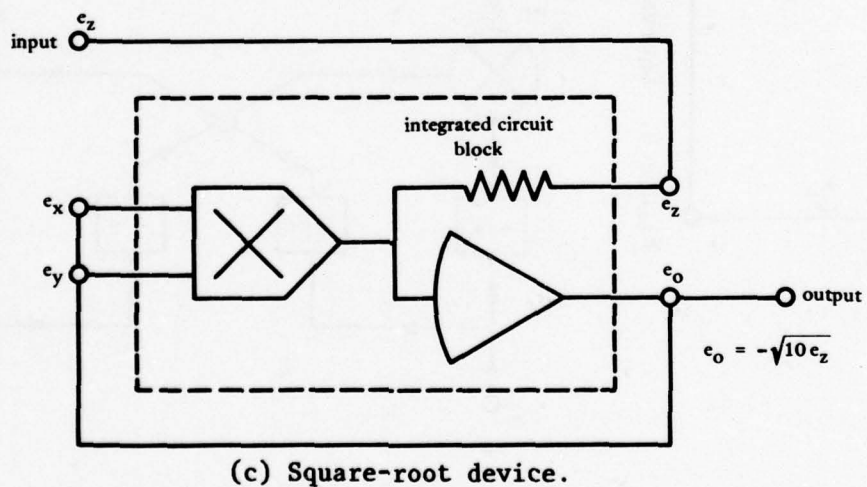 e_z
input
integrated circuit
block
e_x
e_z
e_y
e_o
output
e_o = -√10 e_z
(c) Square-root device.